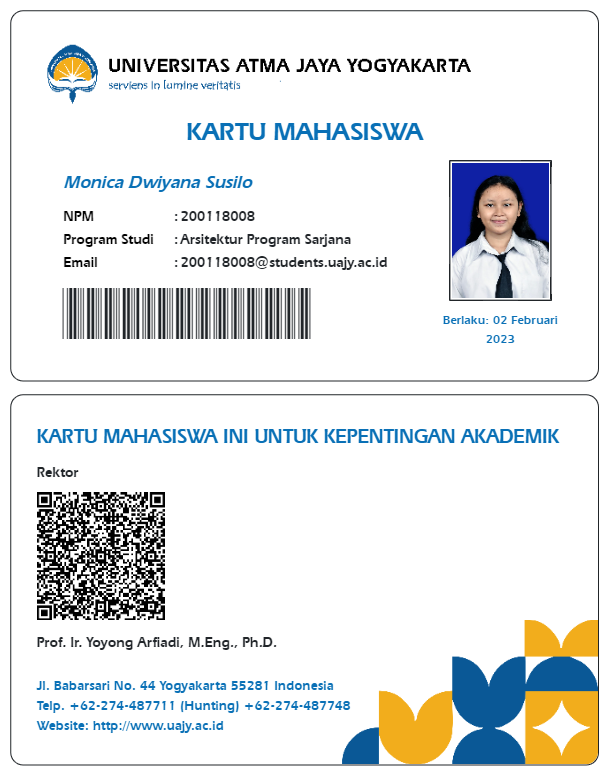 UNIVERSITAS ATMA JAYA YOGYAKARTA
serviens in lumine veritatis
KARTU MAHASISWA
Monica Dwiyana Susilo
NPM : 200118008
Program Studi : Arsitektur Program Sarjana
Email : 200118008@students.uajy.ac.id
Berlaku: 02 Februari
2023
KARTU MAHASISWA INI UNTUK KEPENTINGAN AKADEMIK
Rektor
Prof. Ir. Yoyong Arfiadi, M.Eng., Ph.D.
Jl. Babarsari No. 44 Yogyakarta 55281 Indonesia
Telp. +62-274-487711 (Hunting) +62-274-487748
Website: http://www.uajy.ac.id